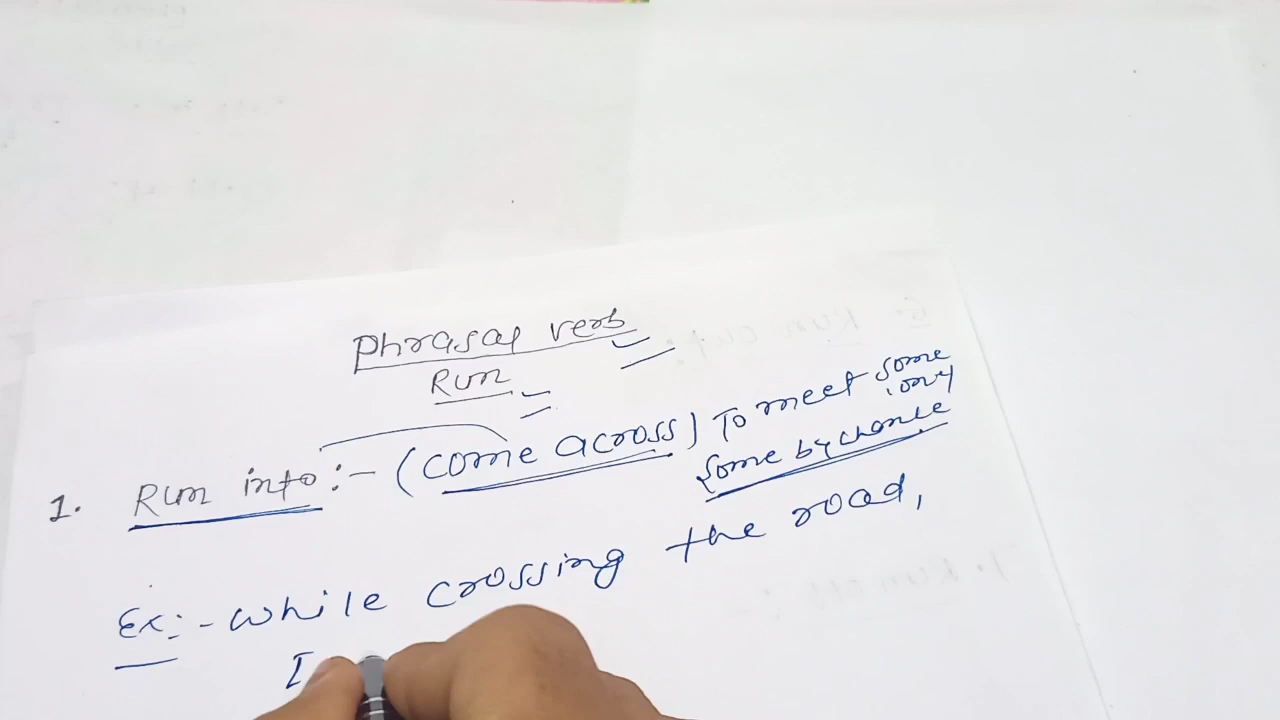 Phrasal verb
Run
1. Run into:- (come across) To meet some
one
some by chance
Ex:- while crossing the road,
I